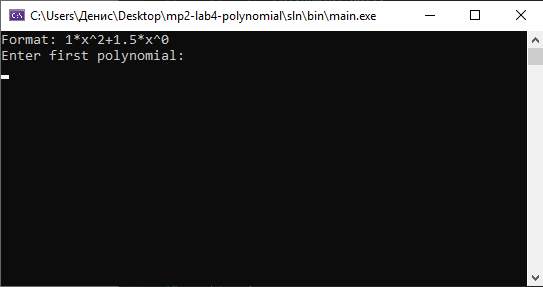 C:\Users\Денис\Desktop\mp2-lab4-polynomial\sln\bin\main.exe
Format: 1*x^2+1.5*x^0
Enter first polynomial: